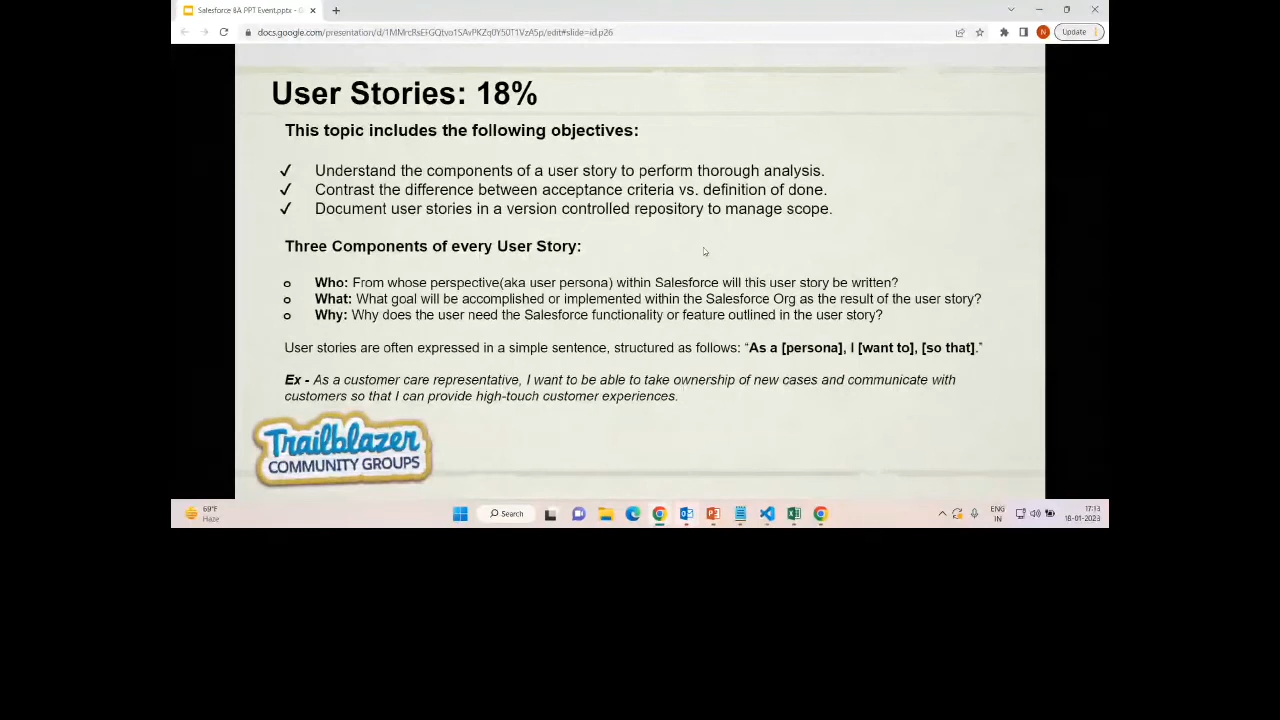 Salesforce BA PPT Event.pptx - G
Update
User Stories: 18%
This topic includes the following objectives:
✓ Understand the components of a user story to perform thorough analysis.
✓ Contrast the difference between acceptance criteria vs. definition of done.
✓ Document user stories in a version controlled repository to manage scope.
Three Components of every User Story:
o Who: From whose perspective(aka user persona) within Salesforce will this user story be written?
o What: What goal will be accomplished or implemented within the Salesforce Org as the result of the user story?
o Why: Why does the user need the Salesforce functionality or feature outlined in the user story?
User stories are often expressed in a simple sentence, structured as follows: “As a [persona], I [want to], [so that].”
Ex - As a customer care representative, I want to be able to take ownership of new cases and communicate with
customers so that I can provide high-touch customer experiences.
Trailblazer
COMMUNITY GROUPS
69°F
Haze
Search
ENG
IN
17:13
18-01-2023